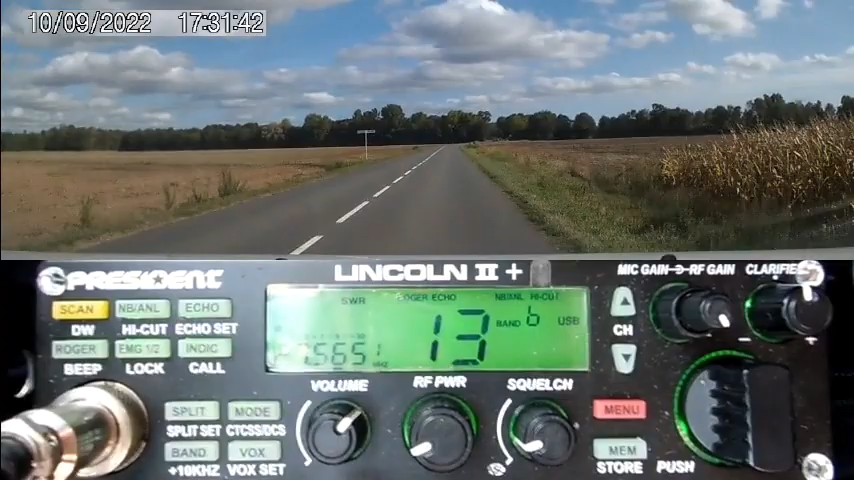 10/09/2022 17:31:42
PRESIDENT
LINCOLN II +
MIC GAIN RF GAIN CLARIFIER
SCAN NB/ANL ECHO
DW HI-CUT ECHO SET
ROGER EMG 1/2 INDIC
BEEP LOCK CALL
SWR ROGER ECHO NB/ANL HI-CUT
13 BAND b USB
CH
VOLUME RF PWR SQUELCH
SPLIT MODE
SPLIT SET CTCSS/DCS
BAND VOX
+10KHZ VOX SET
MENU
MEM
STORE PUSH
- +